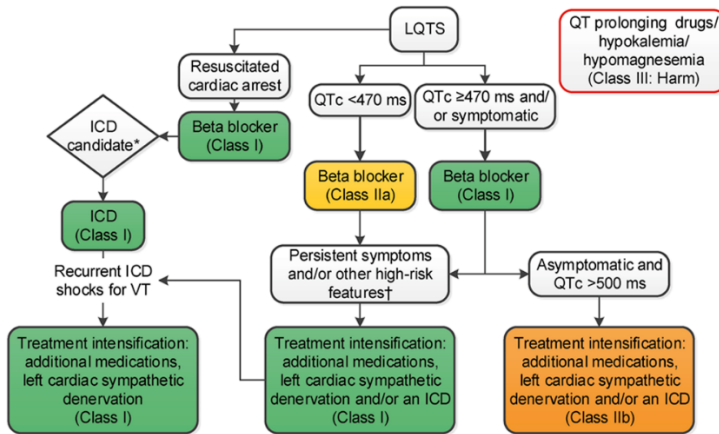 LQTS
QT prolonging drugs/
hypokalemia/
hypomagnesemia
(Class III: Harm)
Resuscitated
cardiac arrest
QTc <470 ms
QTc ≥470 ms and/
or symptomatic
ICD
candidate*
Beta blocker
(Class I)
Beta blocker
(Class IIa)
Beta blocker
(Class I)
ICD
(Class I)
Recurrent ICD
shocks for VT
Persistent symptoms
and/or other high-risk
features†
Asymptomatic and
QTc >500 ms
Treatment intensification:
additional medications,
left cardiac sympathetic
denervation
(Class I)
Treatment intensification:
additional medications,
left cardiac sympathetic
denervation and/or an ICD
(Class I)
Treatment intensification:
additional medications,
left cardiac sympathetic
denervation and/or an ICD
(Class IIb)